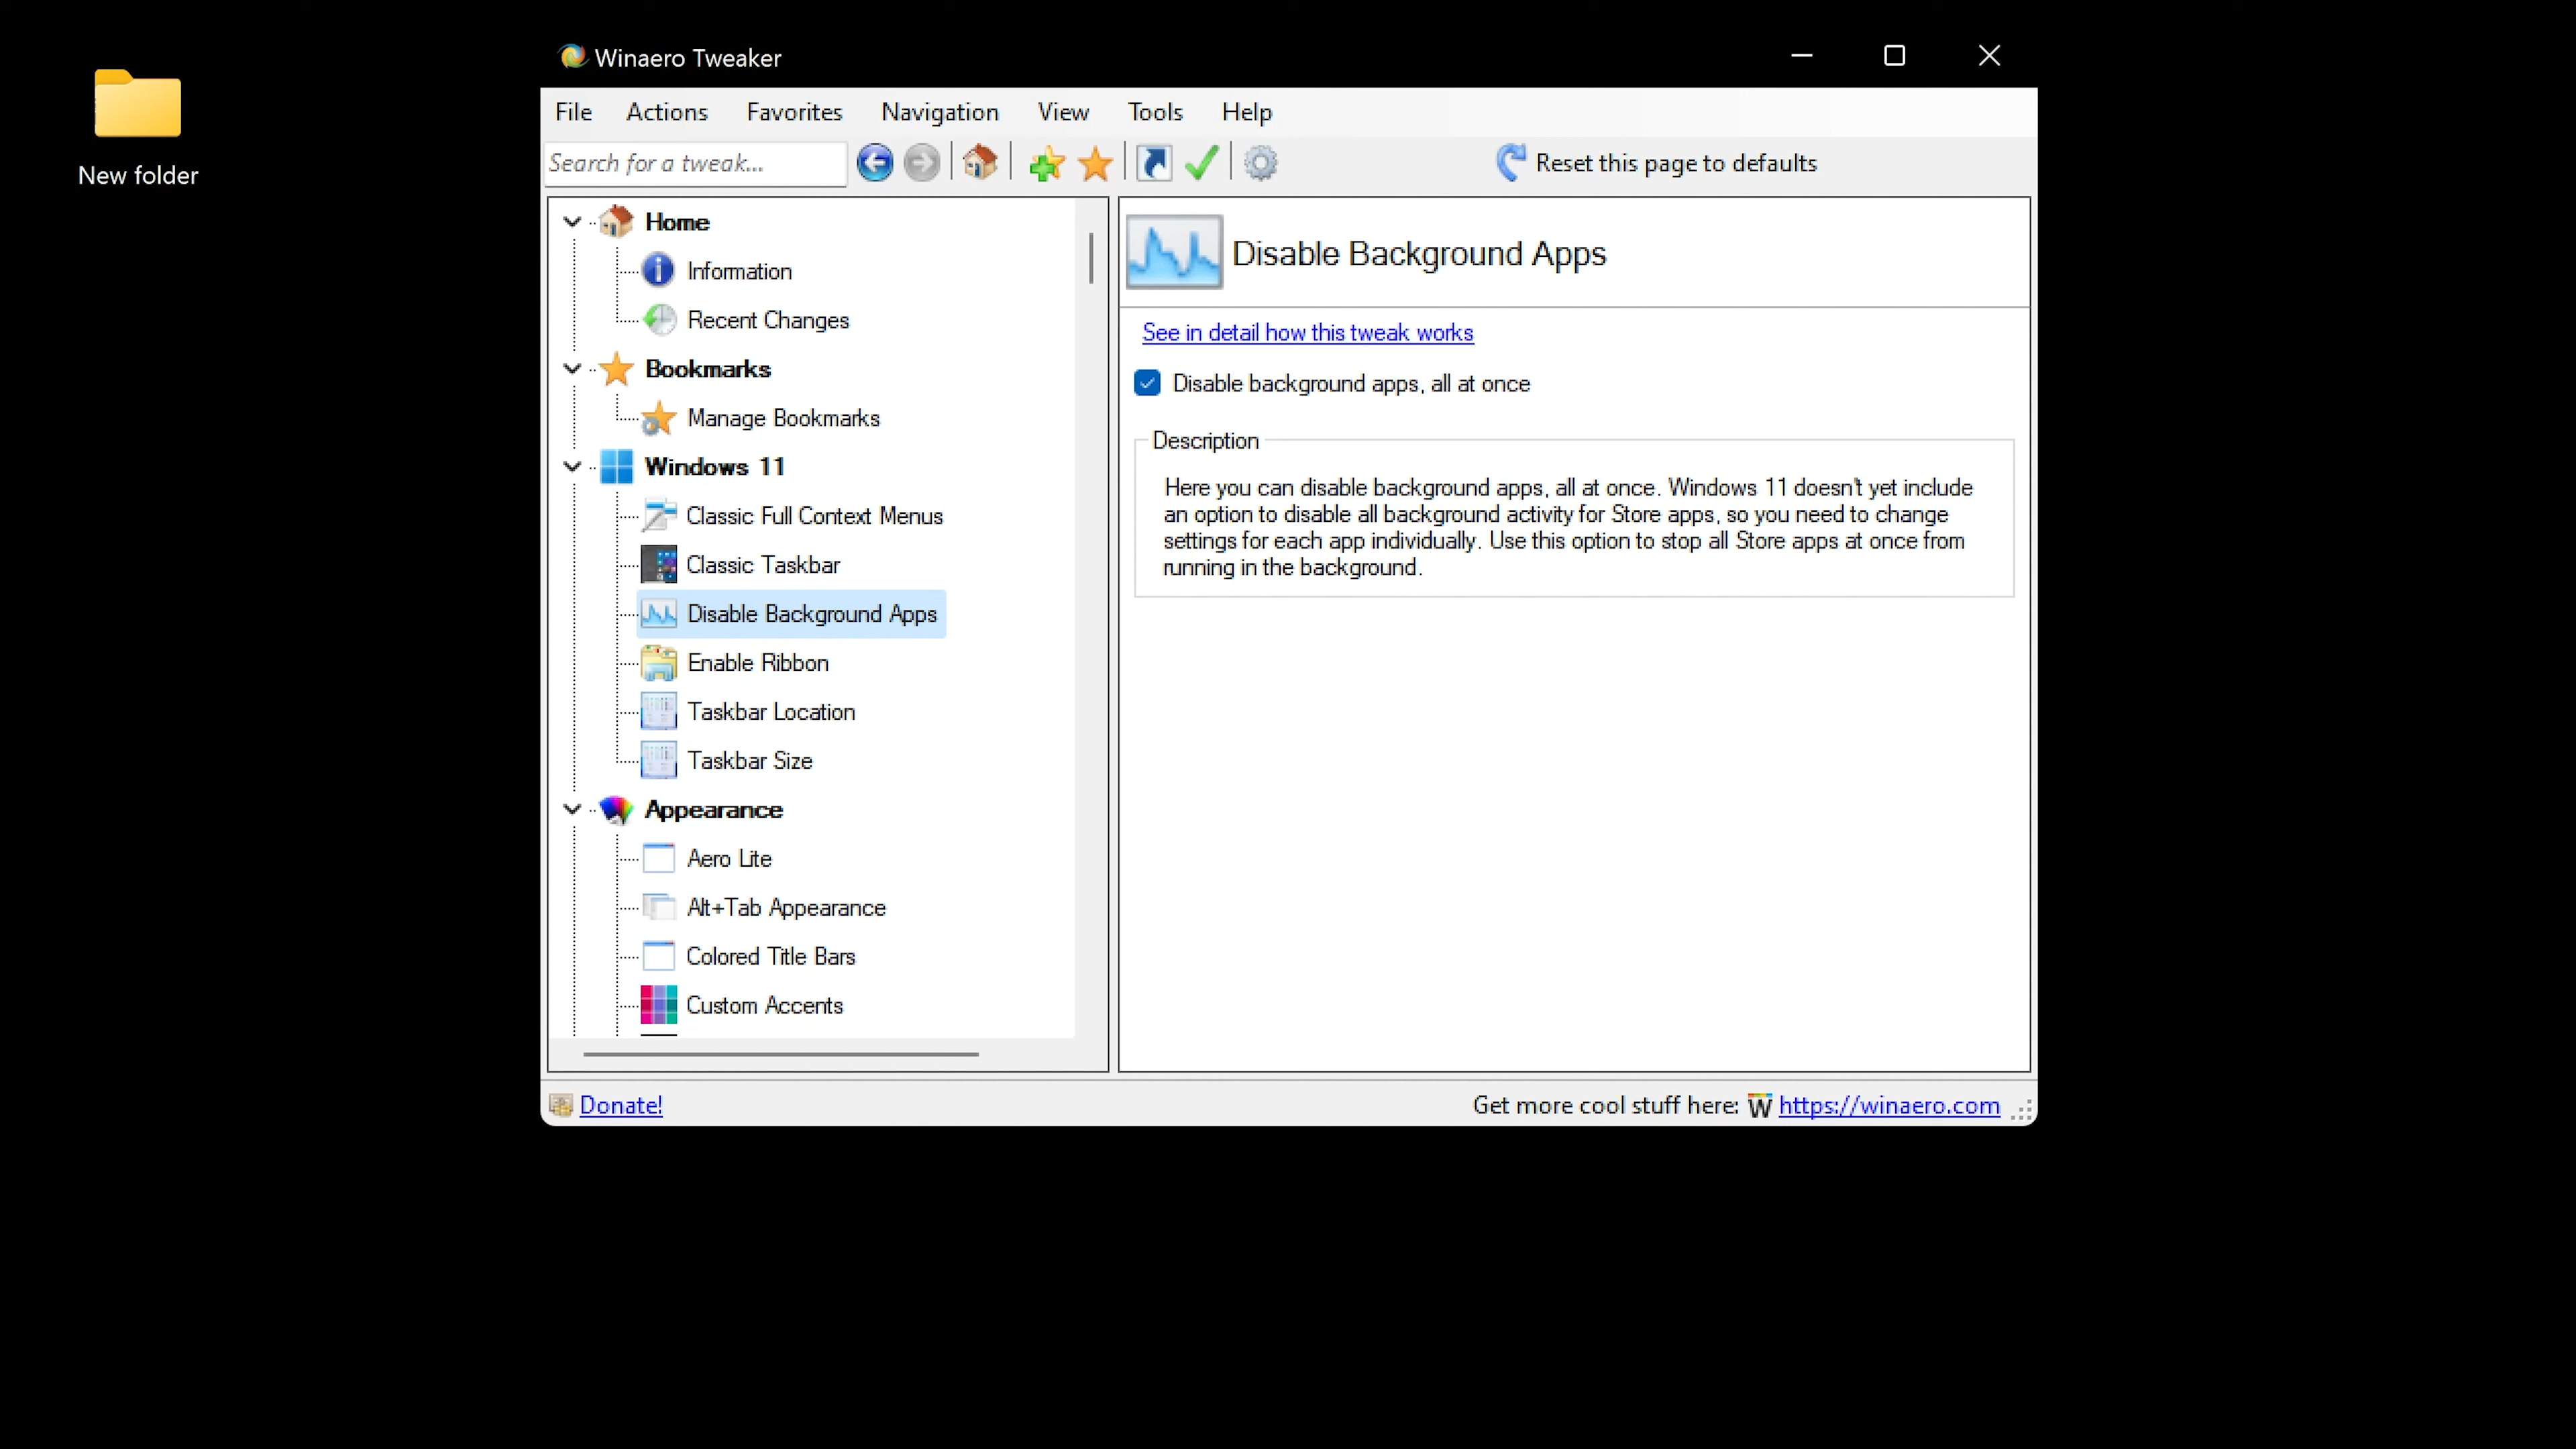 New folder
Winaero Tweaker
File Actions Favorites Navigation View Tools Help
Search for a tweak...
Reset this page to defaults
Home
Information
Recent Changes
Bookmarks
Manage Bookmarks
Windows 11
Classic Full Context Menus
Classic Taskbar
Disable Background Apps
Enable Ribbon
Taskbar Location
Taskbar Size
Appearance
Aero Lite
Alt+Tab Appearance
Colored Title Bars
Custom Accents
Disable Background Apps
See in detail how this tweak works
Disable background apps, all at once
Description
Here you can disable background apps, all at once. Windows 11 doesn't yet include
an option to disable all background activity for Store apps, so you need to change
settings for each app individually. Use this option to stop all Store apps at once from
running in the background.
Donate!
Get more cool stuff here: W https://winaero.com